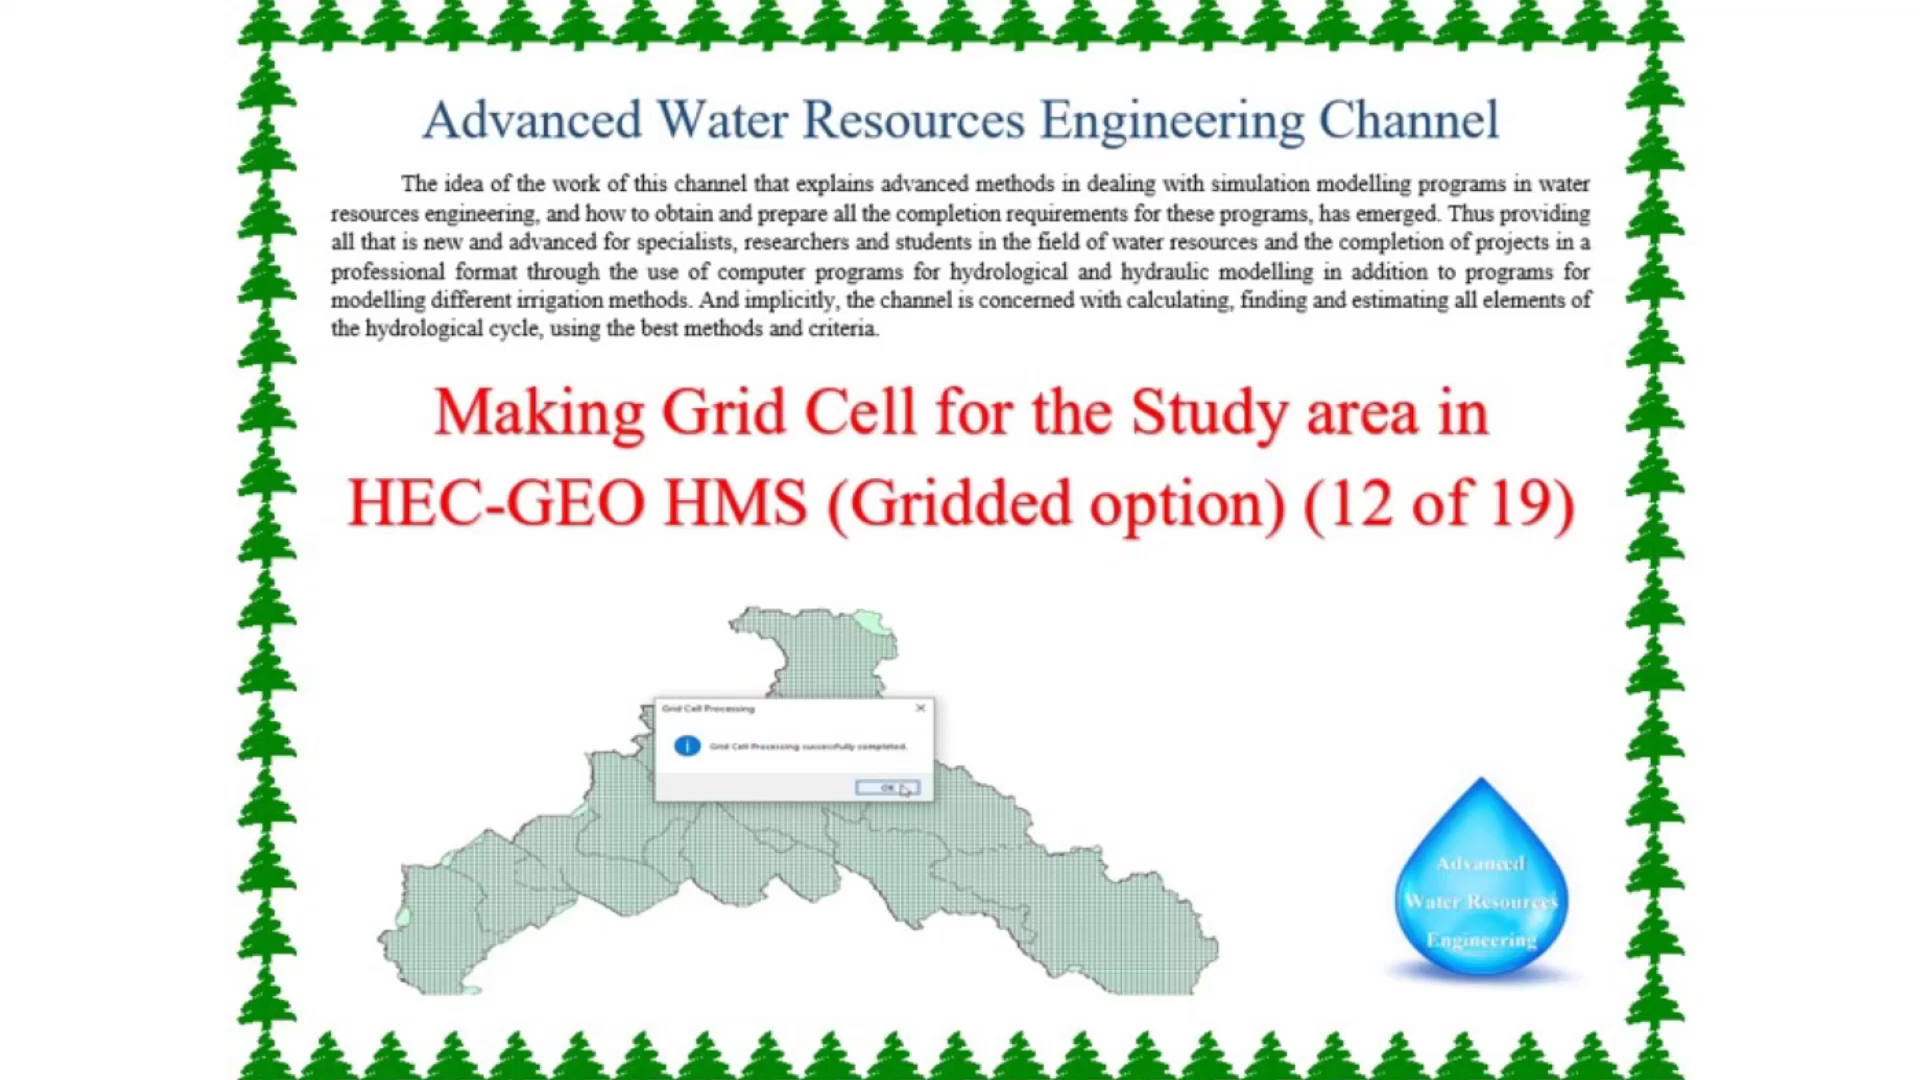 Advanced Water Resources Engineering Channel
The idea of the work of this channel that explains advanced methods in dealing with simulation modelling programs in water
resources engineering, and how to obtain and prepare all the completion requirements for these programs, has emerged. Thus providing
all that is new and advanced for specialists, researchers and students in the field of water resources and the completion of projects in a
professional format through the use of computer programs for hydrological and hydraulic modelling in addition to programs for
modelling different irrigation methods. And implicitly, the channel is concerned with calculating, finding and estimating all elements of
the hydrological cycle, using the best methods and criteria.
Making Grid Cell for the Study area in
HEC-GEO HMS (Gridded option) (12 of 19)
Grid Cell Processing
Grid Cell Processing successfully completed.
OK
Advanced
Water Resources
Engineering